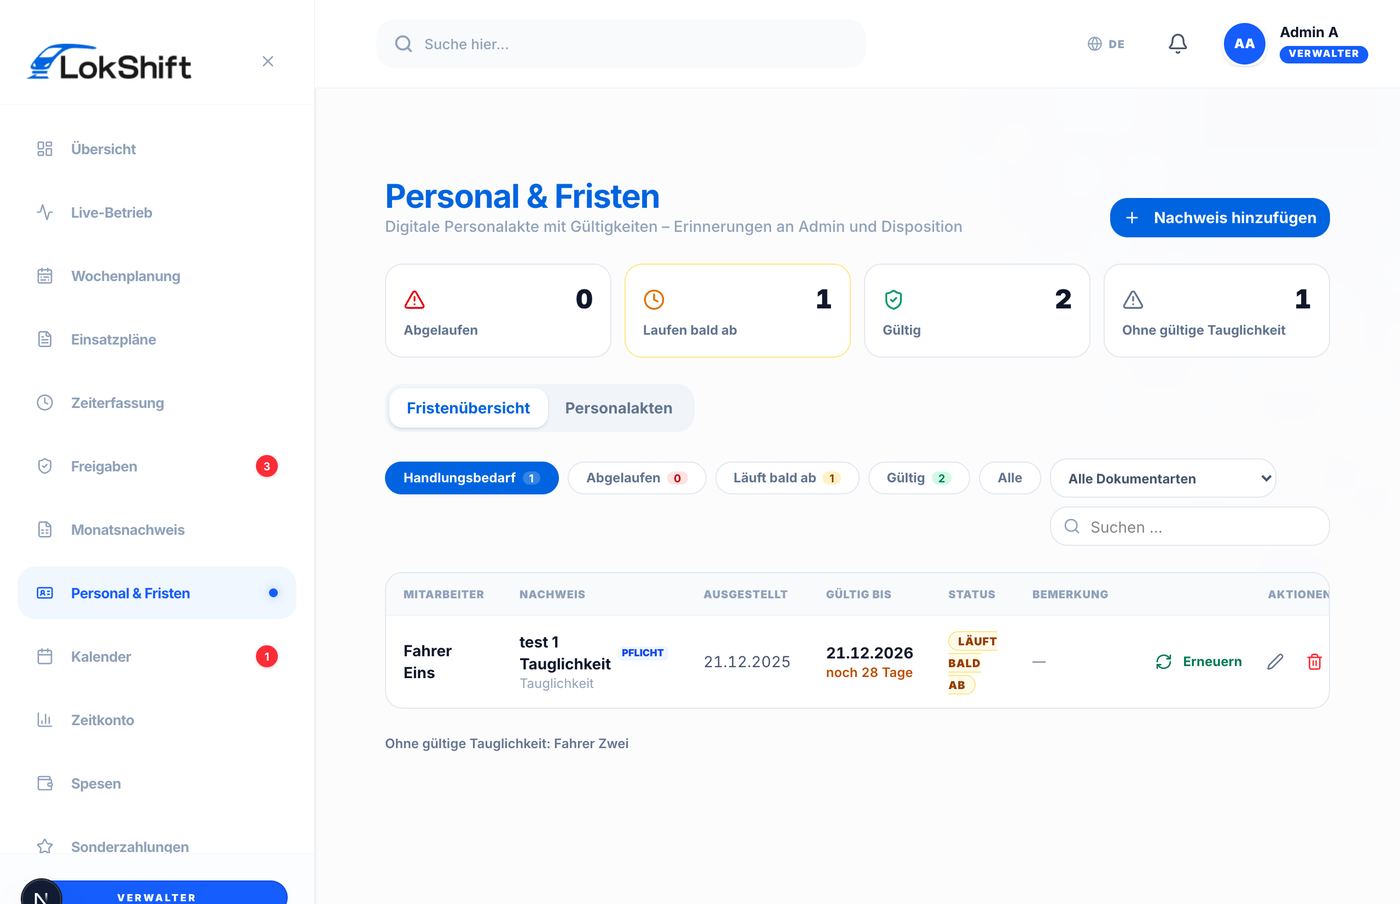 LokShift
Suche hier...
DE
AA
Admin A
VERWALTER
Übersicht
Live-Betrieb
Wochenplanung
Einsatzpläne
Zeiterfassung
Freigaben
3
Monatsnachweis
Personal & Fristen
Kalender
1
Zeitkonto
Spesen
Sonderzahlungen
N
VERWALTER
Personal & Fristen
Digitale Personalakte mit Gültigkeiten – Erinnerungen an Admin und Disposition
Nachweis hinzufügen
0
Abgelaufen
1
Laufen bald ab
2
Gültig
1
Ohne gültige Tauglichkeit
Fristenübersicht
Personalakten
Handlungsbedarf 1
Abgelaufen 0
Läuft bald ab 1
Gültig 2
Alle
Alle Dokumentarten
Suchen ...
MITARBEITER NACHWEIS AUSGESTELLT GÜLTIG BIS STATUS BEMERKUNG AKTIONEN
Fahrer
Eins
test 1
Tauglichkeit
PFLICHT
Tauglichkeit
21.12.2025
21.12.2026
noch 28 Tage
LÄUFT
BALD
AB
—
Erneuern
Ohne gültige Tauglichkeit: Fahrer Zwei